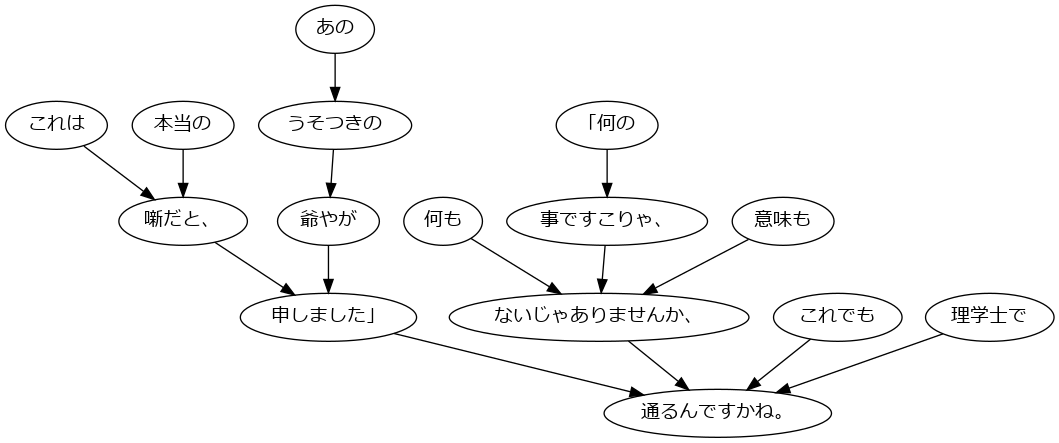 あの
これは
本当の
うそつきの
「何の
噺だと、
爺やが
何も
事ですこりゃ、
意味も
申しました」
ないじゃありませんか、
これでも
理学士で
通るんですかね。